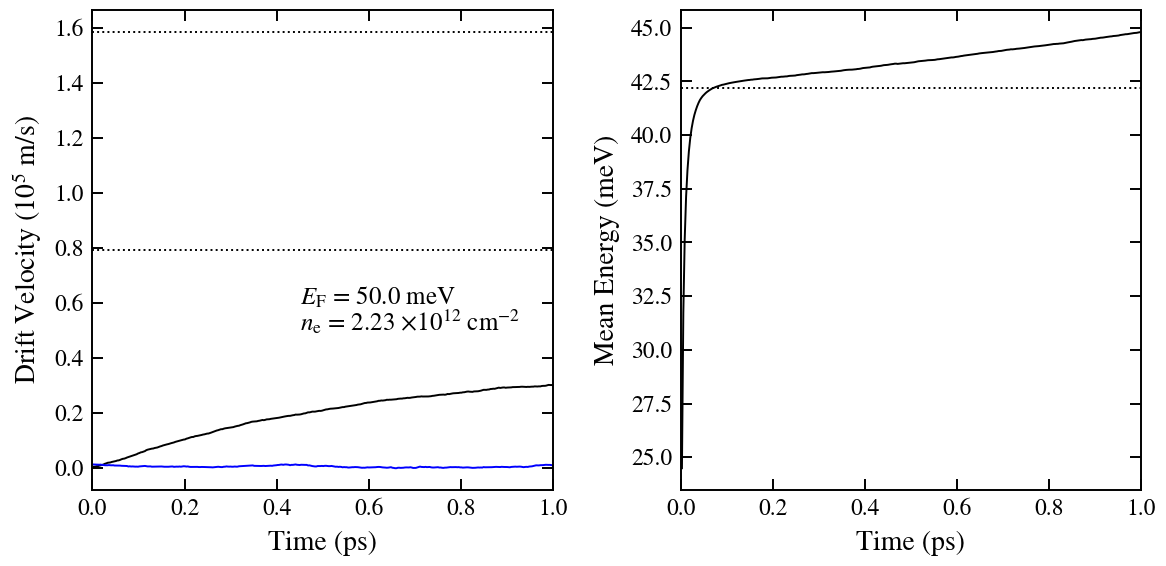 Drift Velocity (10⁵ m/s)
1.6
1.4
1.2
1.0
0.8
0.6
0.4
0.2
0.0
E_F = 50.0 meV
n_e = 2.23 ×10¹² cm⁻²
0.0 0.2 0.4 0.6 0.8 1.0
Time (ps)
Mean Energy (meV)
45.0
42.5
40.0
37.5
35.0
32.5
30.0
27.5
25.0
0.0 0.2 0.4 0.6 0.8 1.0
Time (ps)